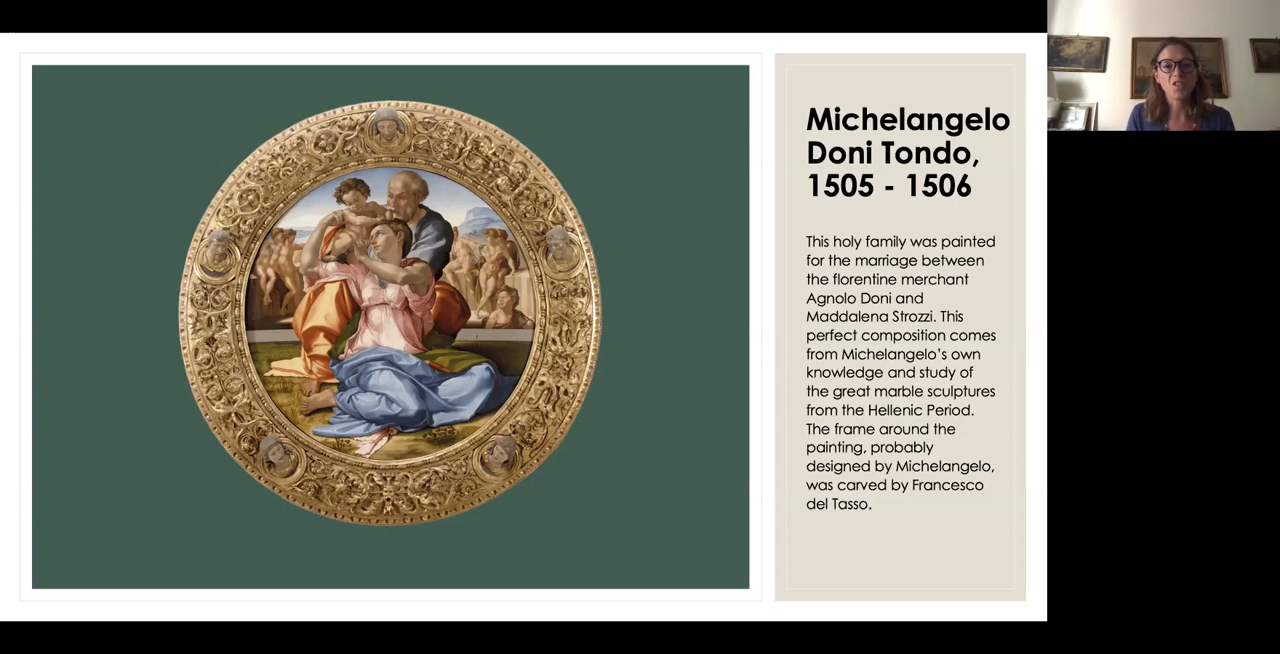 Michelangelo
Doni Tondo,
1505 - 1506
This holy family was painted
for the marriage between
the florentine merchant
Agnolo Doni and
Maddalena Strozzi. This
perfect composition comes
from Michelangelo's own
knowledge and study of
the great marble sculptures
from the Hellenic Period.
The frame around the
painting, probably
designed by Michelangelo,
was carved by Francesco
del Tasso.